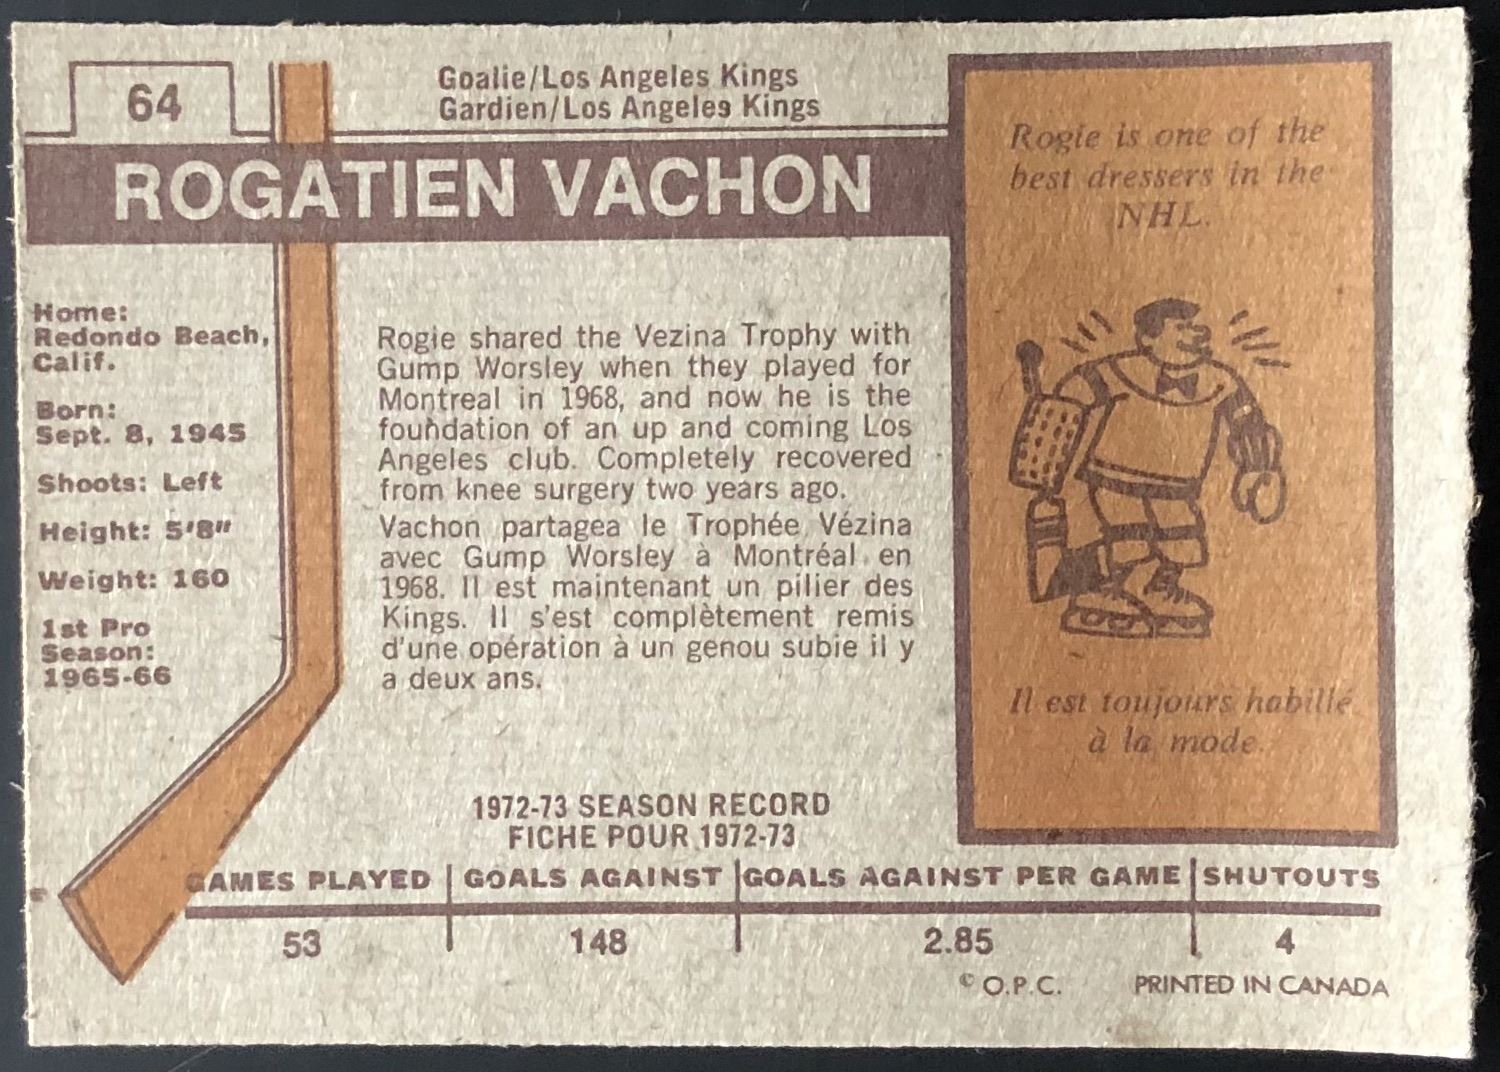 64
Goalie/Los Angeles Kings
Gardien/Los Angeles Kings
ROGATIEN VACHON
Home:
Redondo Beach,
Calif.
Born:
Sept. 8, 1945
Shoots: Left
Height: 5'8"
Weight: 160
1st Pro
Season:
1965-66
Rogie shared the Vezina Trophy with
Gump Worsley when they played for
Montreal in 1968, and now he is the
foundation of an up and coming Los
Angeles club. Completely recovered
from knee surgery two years ago.
Vachon partagea le Trophée Vézina
avec Gump Worsley à Montréal en
1968. Il est maintenant un pilier des
Kings. Il s'est complètement remis
d'une opération à un genou subie il y
a deux ans.
Rogie is one of the
best dressers in the
NHL.
Il est toujours habillé
à la mode.
1972-73 SEASON RECORD
FICHE POUR 1972-73
GAMES PLAYED GOALS AGAINST GOALS AGAINST PER GAME SHUTOUTS
53 148 2.85 4
© O.P.C. PRINTED IN CANADA